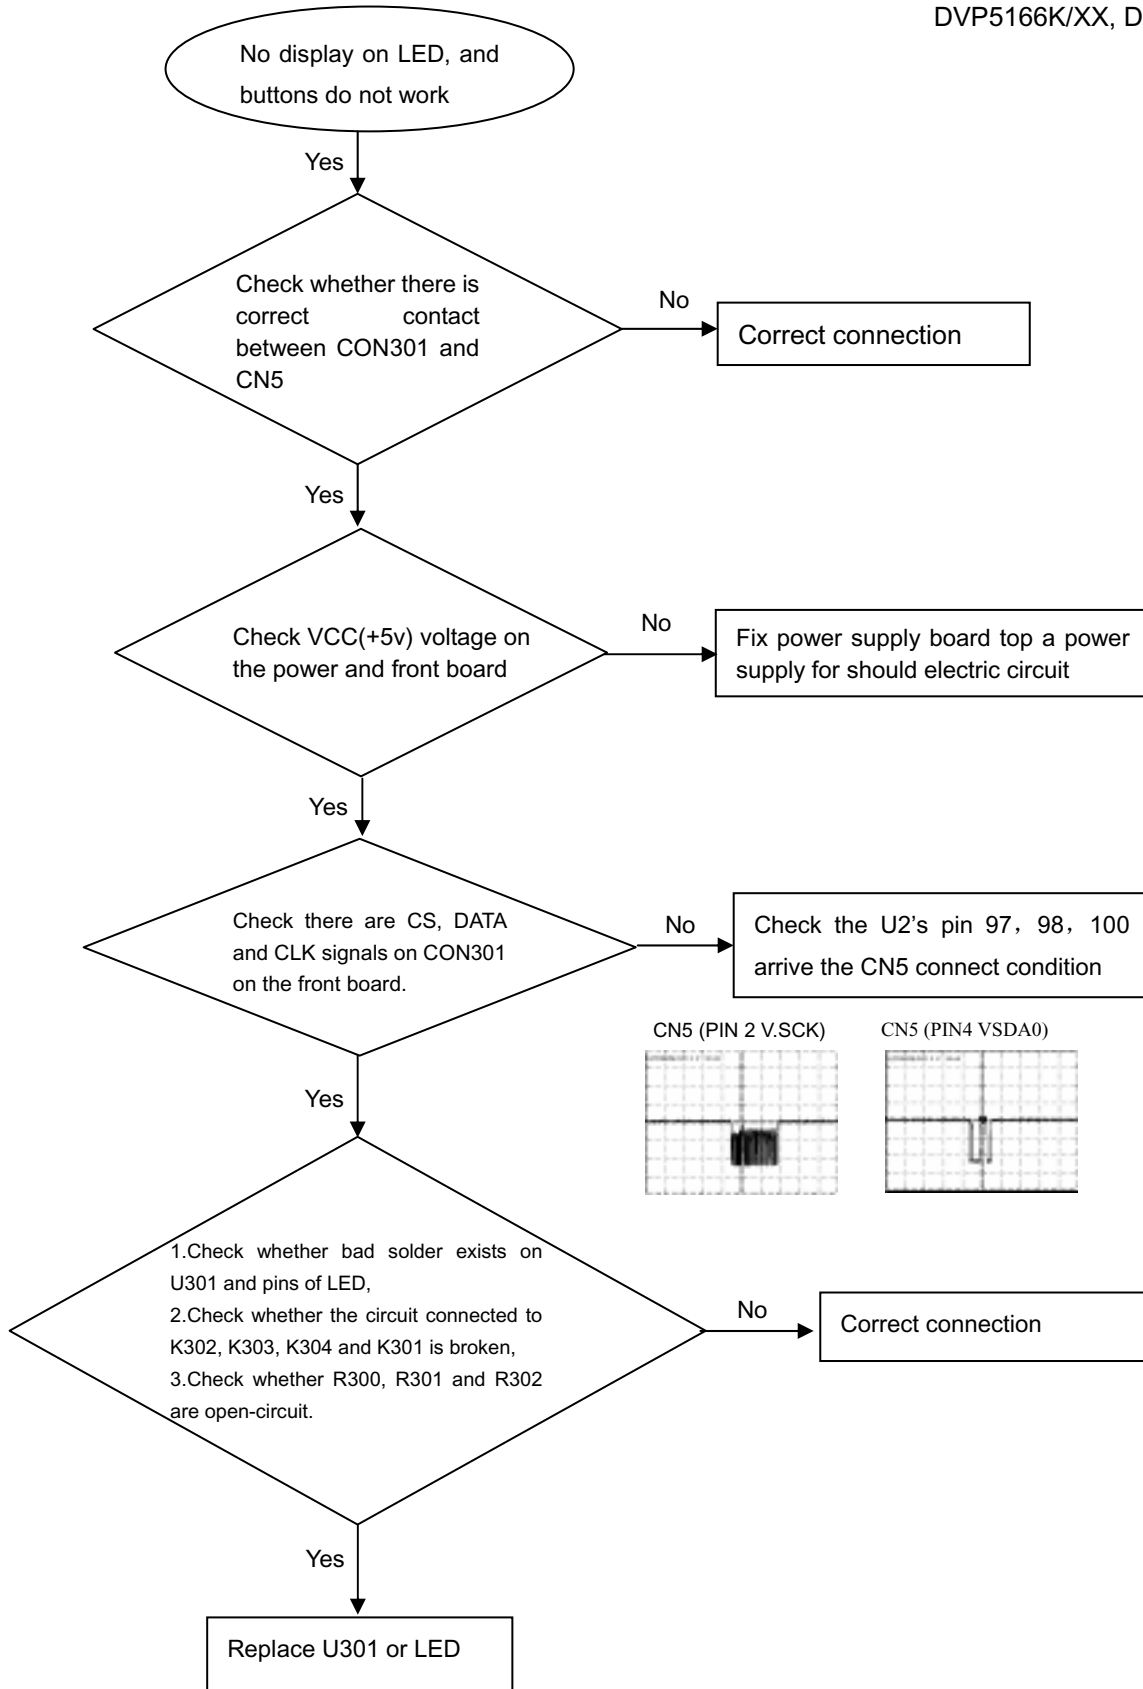 DVP5166K/XX, D
No display on LED, and
buttons do not work
Yes
Check whether there is
correct contact
between CON301 and
CN5
No
Correct connection
Yes
Check VCC(+5v) voltage on
the power and front board
No
Fix power supply board top a power
supply for should electric circuit
Yes
Check there are CS, DATA
and CLK signals on CON301
on the front board.
No
Check the U2's pin 97，98，100
arrive the CN5 connect condition
CN5 (PIN 2 V.SCK)
CN5 (PIN4 VSDA0)
Yes
1.Check whether bad solder exists on
U301 and pins of LED,
2.Check whether the circuit connected to
K302, K303, K304 and K301 is broken,
3.Check whether R300, R301 and R302
are open-circuit.
No
Correct connection
Yes
Replace U301 or LED